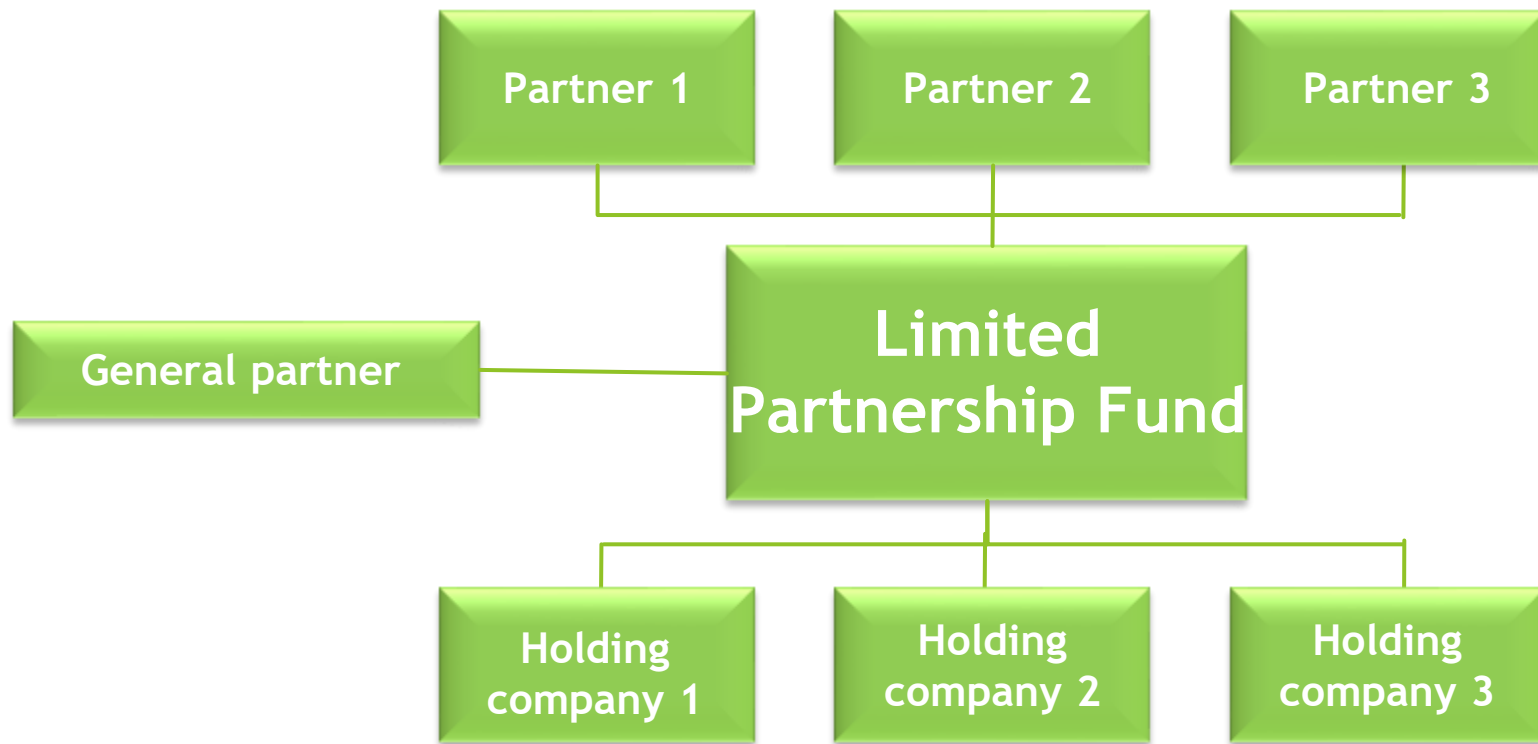 Partner 1
Partner 2
Partner 3
Limited
Partnership Fund
General partner
Holding
company 1
Holding
company 2
Holding
company 3